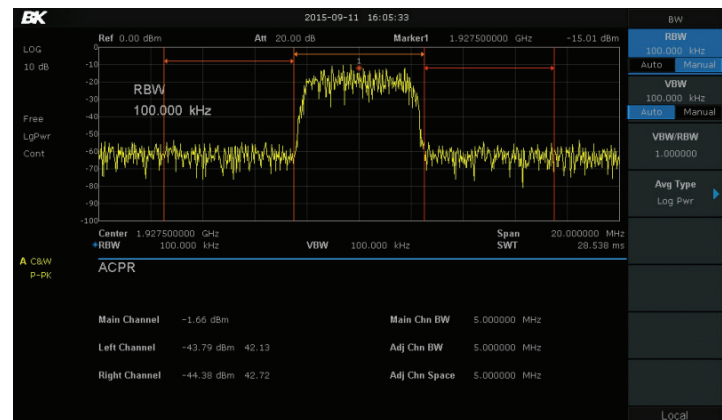 BK 2015-09-11 16:05:33 BW
LOG
10 dB
Free
LgPwr
Cont
A C&W
P-PK
Ref 0.00 dBm Att 20.00 dB Marker1 1.927500000 GHz -15.01 dBm
0
-10
-20
-30
-40
-50
-60
-70
-80
-90
-100
1
RBW
100.000 kHz
Center 1.927500000 GHz Span 20.000000 MHz
*RBW 100.000 kHz VBW 100.000 kHz SWT 28.538 ms
ACPR
Main Channel -1.66 dBm Main Chn BW 5.000000 MHz
Left Channel -43.79 dBm 42.13 Adj Chn BW 5.000000 MHz
Right Channel -44.38 dBm 42.72 Adj Chn Space 5.000000 MHz
RBW
100.000 kHz
Auto Manual
VBW
100.000 kHz
Auto Manual
VBW/RBW
1.000000
Avg Type
Log Pwr
Local